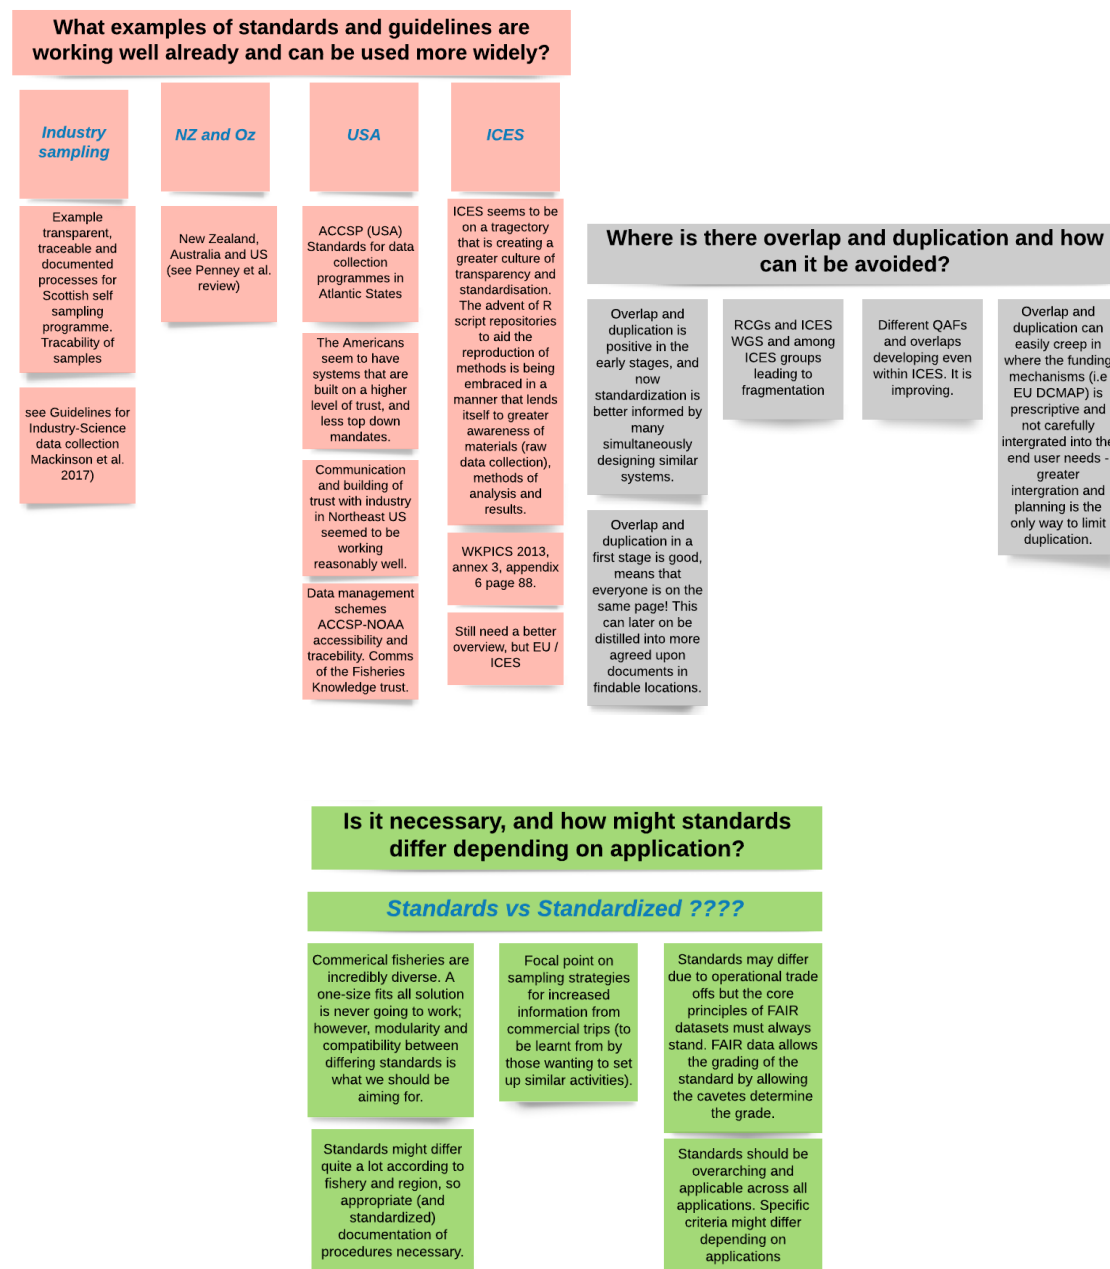 What examples of standards and guidelines are
working well already and can be used more widely?
Industry
sampling
NZ and Oz
USA
ICES
Example
transparent,
traceable and
documented
processes for
Scottish self
sampling
programme.
Tracability of
samples
see Guidelines for
Industry-Science
data collection
Mackinson et al.
2017)
New Zealand,
Australia and US
(see Penney et al.
review)
ACCSP (USA)
Standards for data
collection
programmes in
Atlantic States
The Americans
seem to have
systems that are
built on a higher
level of trust, and
less top down
mandates.
Communication
and building of
trust with industry
in Northeast US
seemed to be
working
reasonably well.
Data management
schemes
ACCSP-NOAA
accessibility and
tracebility. Comms
of the Fisheries
Knowledge trust.
ICES seems to be
on a tragectory
that is creating a
greater culture of
transparency and
standardisation.
The advent of R
script repositories
to aid the
reproduction of
methods is being
embraced in a
manner that lends
itself to greater
awareness of
materials (raw
data collection),
methods of
analysis and
results.
WKPICS 2013,
annex 3, appendix
6 page 88.
Still need a better
overview, but EU /
ICES
Where is there overlap and duplication and how
can it be avoided?
Overlap and
duplication is
positive in the
early stages, and
now
standardization is
better informed by
many
simultaneously
designing similar
systems.
Overlap and
duplication in a
first stage is good,
means that
everyone is on the
same page! This
can later on be
distilled into more
agreed upon
documents in
findable locations.
RCGs and ICES
WGS and among
ICES groups
leading to
fragmentation
Different QAFs
and overlaps
developing even
within ICES. It is
improving.
Overlap and
duplication can
easily creep in
where the funding
mechanisms (i.e
EU DCMAP) is
prescriptive and
not carefully
intergrated into the
end user needs -
greater
intergration and
planning is the
only way to limit
duplication.
Is it necessary, and how might standards
differ depending on application?
Standards vs Standardized ????
Commerical fisheries are
incredibly diverse. A
one-size fits all solution
is never going to work;
however, modularity and
compatibility between
differing standards is
what we should be
aiming for.
Standards might differ
quite a lot according to
fishery and region, so
appropriate (and
standardized)
documentation of
procedures necessary.
Focal point on
sampling strategies
for increased
information from
commercial trips (to
be learnt from by
those wanting to set
up similar activities).
Standards may differ
due to operational trade
offs but the core
principles of FAIR
datasets must always
stand. FAIR data allows
the grading of the
standard by allowing
the cavetes determine
the grade.
Standards should be
overarching and
applicable across all
applications. Specific
criteria might differ
depending on
applications